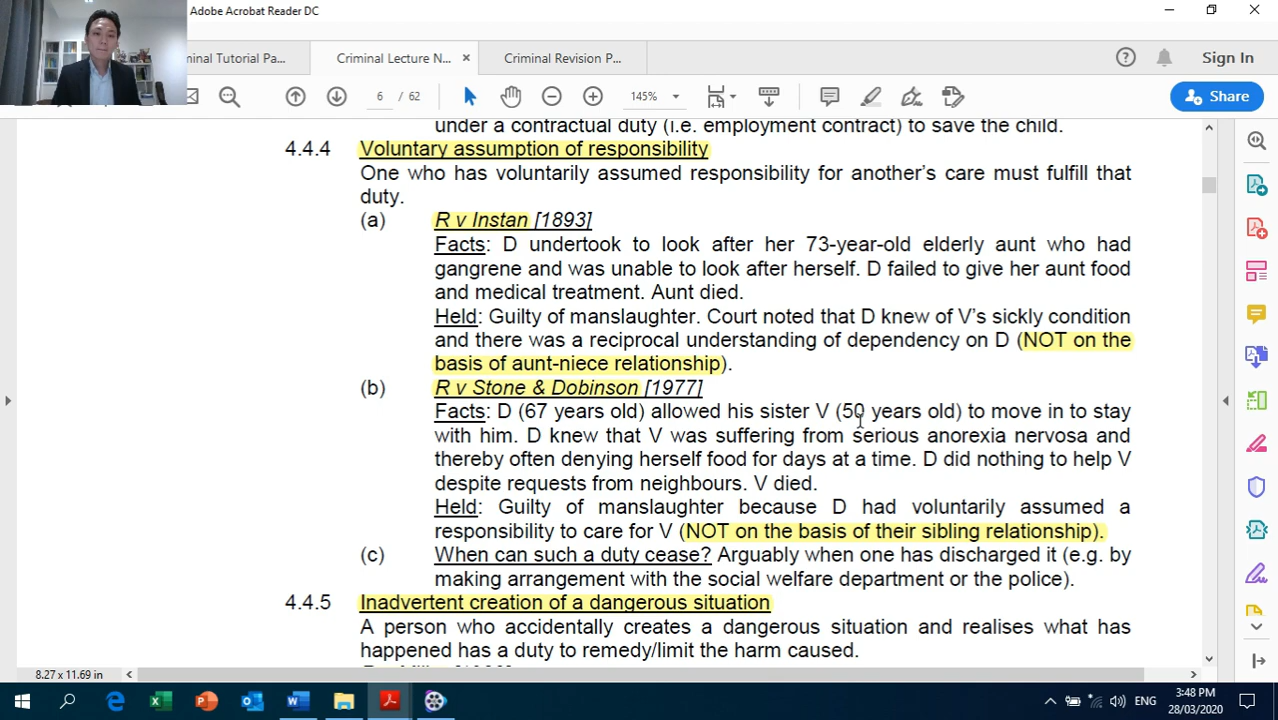 Adobe Acrobat Reader DC
minal Tutorial Pa...
Criminal Lecture N...
Criminal Revision P...
Sign In
6 / 62
145%
Share
under a contractual duty (i.e. employment contract) to save the child.
4.4.4 Voluntary assumption of responsibility
One who has voluntarily assumed responsibility for another's care must fulfill that
duty.
(a) R v Instan [1893]
Facts: D undertook to look after her 73-year-old elderly aunt who had
gangrene and was unable to look after herself. D failed to give her aunt food
and medical treatment. Aunt died.
Held: Guilty of manslaughter. Court noted that D knew of V's sickly condition
and there was a reciprocal understanding of dependency on D (NOT on the
basis of aunt-niece relationship).
(b) R v Stone & Dobinson [1977]
Facts: D (67 years old) allowed his sister V (50 years old) to move in to stay
with him. D knew that V was suffering from serious anorexia nervosa and
thereby often denying herself food for days at a time. D did nothing to help V
despite requests from neighbours. V died.
Held: Guilty of manslaughter because D had voluntarily assumed a
responsibility to care for V (NOT on the basis of their sibling relationship).
(c) When can such a duty cease? Arguably when one has discharged it (e.g. by
making arrangement with the social welfare department or the police).
4.4.5 Inadvertent creation of a dangerous situation
A person who accidentally creates a dangerous situation and realises what has
happened has a duty to remedy/limit the harm caused.
8.27 x 11.69 in
ENG
3:48 PM
28/03/2020